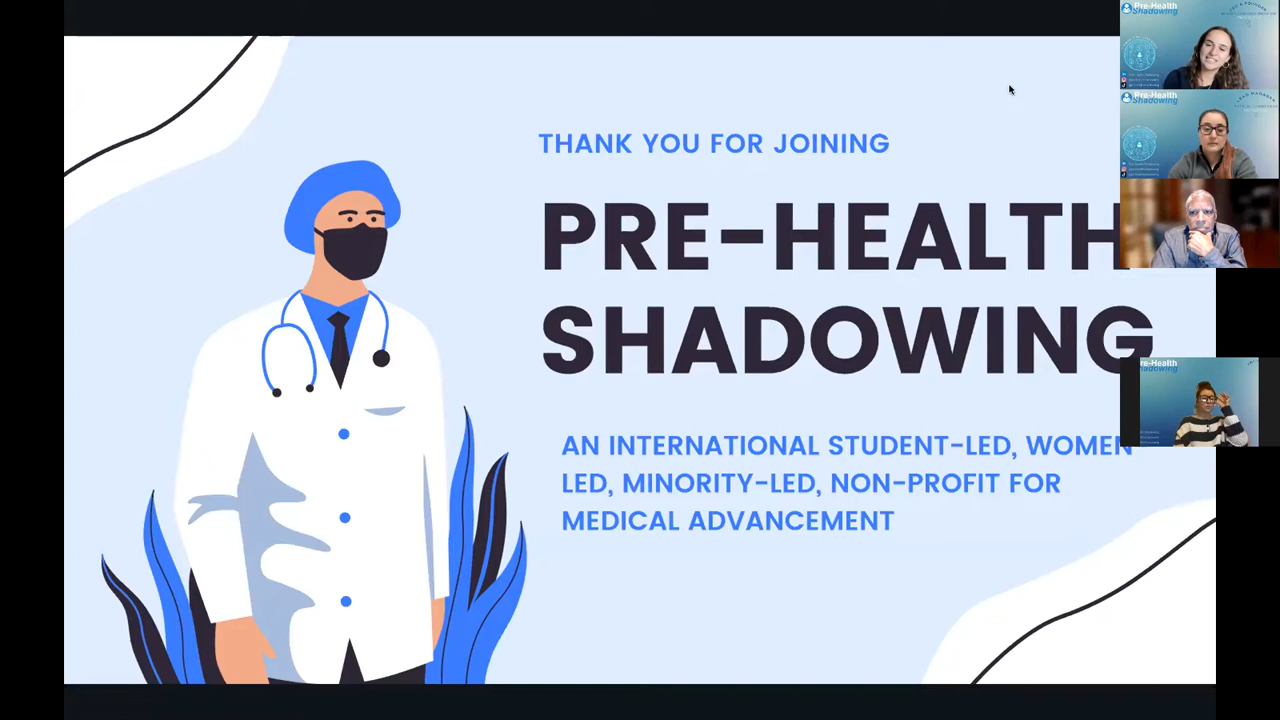 THANK YOU FOR JOINING
PRE-HEALTH
SHADOWING
AN INTERNATIONAL STUDENT-LED, WOMEN-
LED, MINORITY-LED, NON-PROFIT FOR
MEDICAL ADVANCEMENT
Pre-Health
Shadowing
Pre-Health
Shadowing
Pre-Health
Shadowing